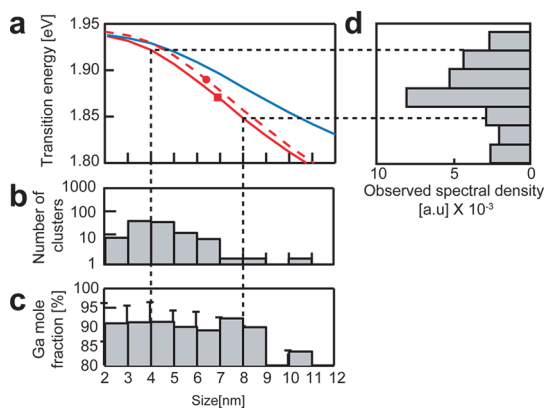 a
Transition energy [eV]
1.95
1.90
1.85
1.80
d
10
5
0
Observed spectral density
[a.u] X 10⁻³
b
Number of
clusters
1000
100
10
1
c
Ga mole
fraction [%]
100
95
90
85
80
2 3 4 5 6 7 8 9 10 11 12
Size[nm]